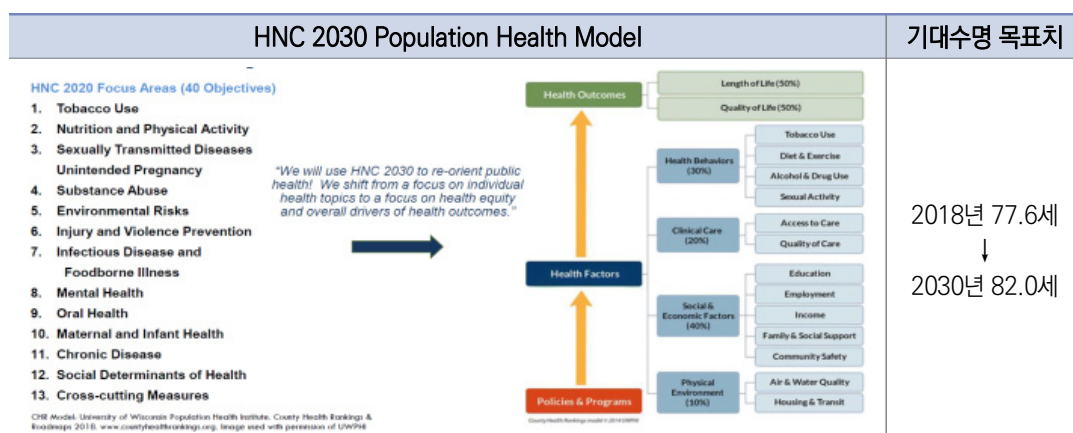 HNC 2030 Population Health Model
기대수명 목표치
HNC 2020 Focus Areas (40 Objectives)
1. Tobacco Use
2. Nutrition and Physical Activity
3. Sexually Transmitted Diseases
Unintended Pregnancy
4. Substance Abuse
5. Environmental Risks
6. Injury and Violence Prevention
7. Infectious Disease and
Foodborne Illness
8. Mental Health
9. Oral Health
10. Maternal and Infant Health
11. Chronic Disease
12. Social Determinants of Health
13. Cross-cutting Measures
CHR Model: University of Wisconsin Population Health Institute. County Health Rankings &
Roadmaps 2018. www.countyhealthrankings.org. Image used with permission of UWPHI
"We will use HNC 2030 to re-orient public
health! We shift from a focus on individual
health topics to a focus on health equity
and overall drivers of health outcomes."
Health Outcomes
Length of Life (50%)
Quality of Life (50%)
Health Factors
Health Behaviors
(30%)
Tobacco Use
Diet & Exercise
Alcohol & Drug Use
Sexual Activity
Clinical Care
(20%)
Access to Care
Quality of Care
Social &
Economic Factors
(40%)
Education
Employment
Income
Family & Social Support
Community Safety
Physical
Environment
(10%)
Air & Water Quality
Housing & Transit
Policies & Programs
County Health Rankings model © 2014 UWPHI
2018년 77.6세
↓
2030년 82.0세